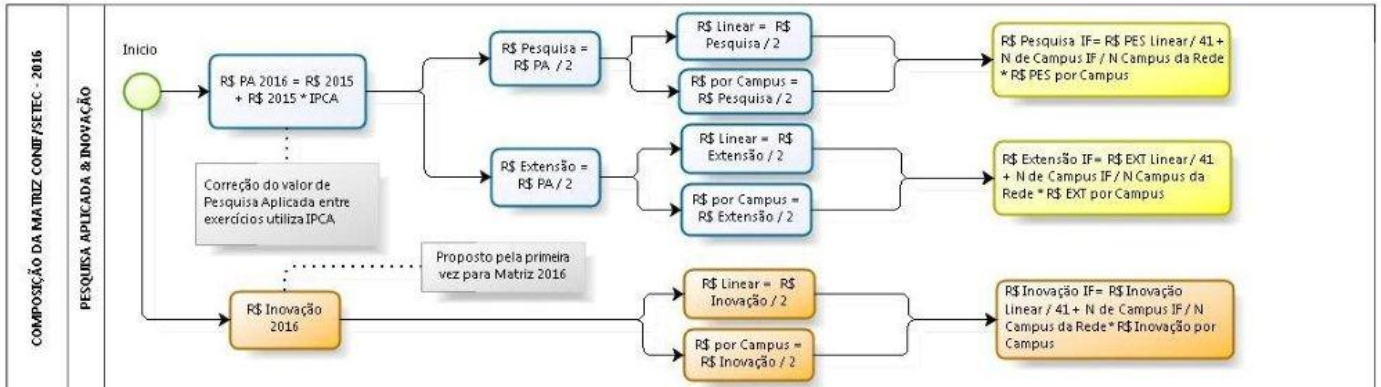 COMPOSIÇÃO DA MATRIZ CONIF/SETEC - 2016
PESQUISA APLICADA & INOVAÇÃO
Inicio
R$ PA 2016 = R$ 2015
+ R$ 2015 * IPCA
Correção do valor de
Pesquisa Aplicada entre
exercícios utiliza IPCA
R$ Pesquisa =
R$ PA / 2
R$ Linear = R$
Pesquisa / 2
R$ por Campus =
R$ Pesquisa / 2
R$ Pesquisa IF= R$ PES Linear / 41 +
N de Campus IF / N Campus da Rede
* R$ PES por Campus
R$ Extensão =
R$ PA / 2
R$ Linear = R$
Extensão / 2
R$ por Campus =
R$ Extensão / 2
R$ Extensão IF= R$ EXT Linear / 41
+ N de Campus IF / N Campus da
Rede * R$ EXT por Campus
Proposto pela primeira
vez para Matriz 2016
R$ Inovação
2016
R$ Linear = R$
Inovação / 2
R$ por Campus =
R$ Inovação / 2
R$ Inovação IF= R$ Inovação
Linear / 41 + N de Campus IF / N
Campus da Rede * R$ Inovação por
Campus